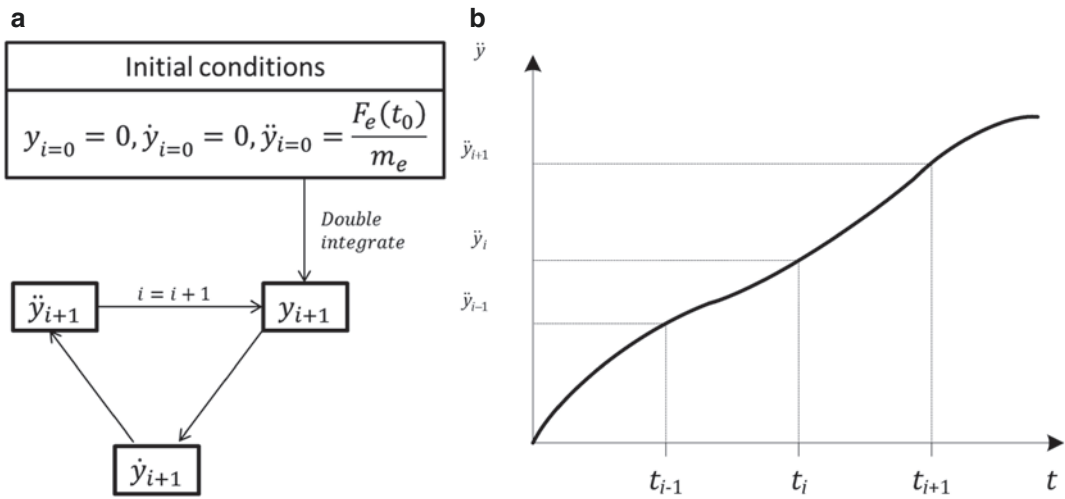 a
Initial conditions
y_{i=0} = 0, ẏ_{i=0} = 0, ÿ_{i=0} = F_e(t_0) / m_e
Double
integrate
ÿ_{i+1}
i = i + 1
y_{i+1}
ẏ_{i+1}
b
ÿ
ÿ_{i+1}
ÿ_i
ÿ_{i−1}
t_{i-1}
t_i
t_{i+1}
t